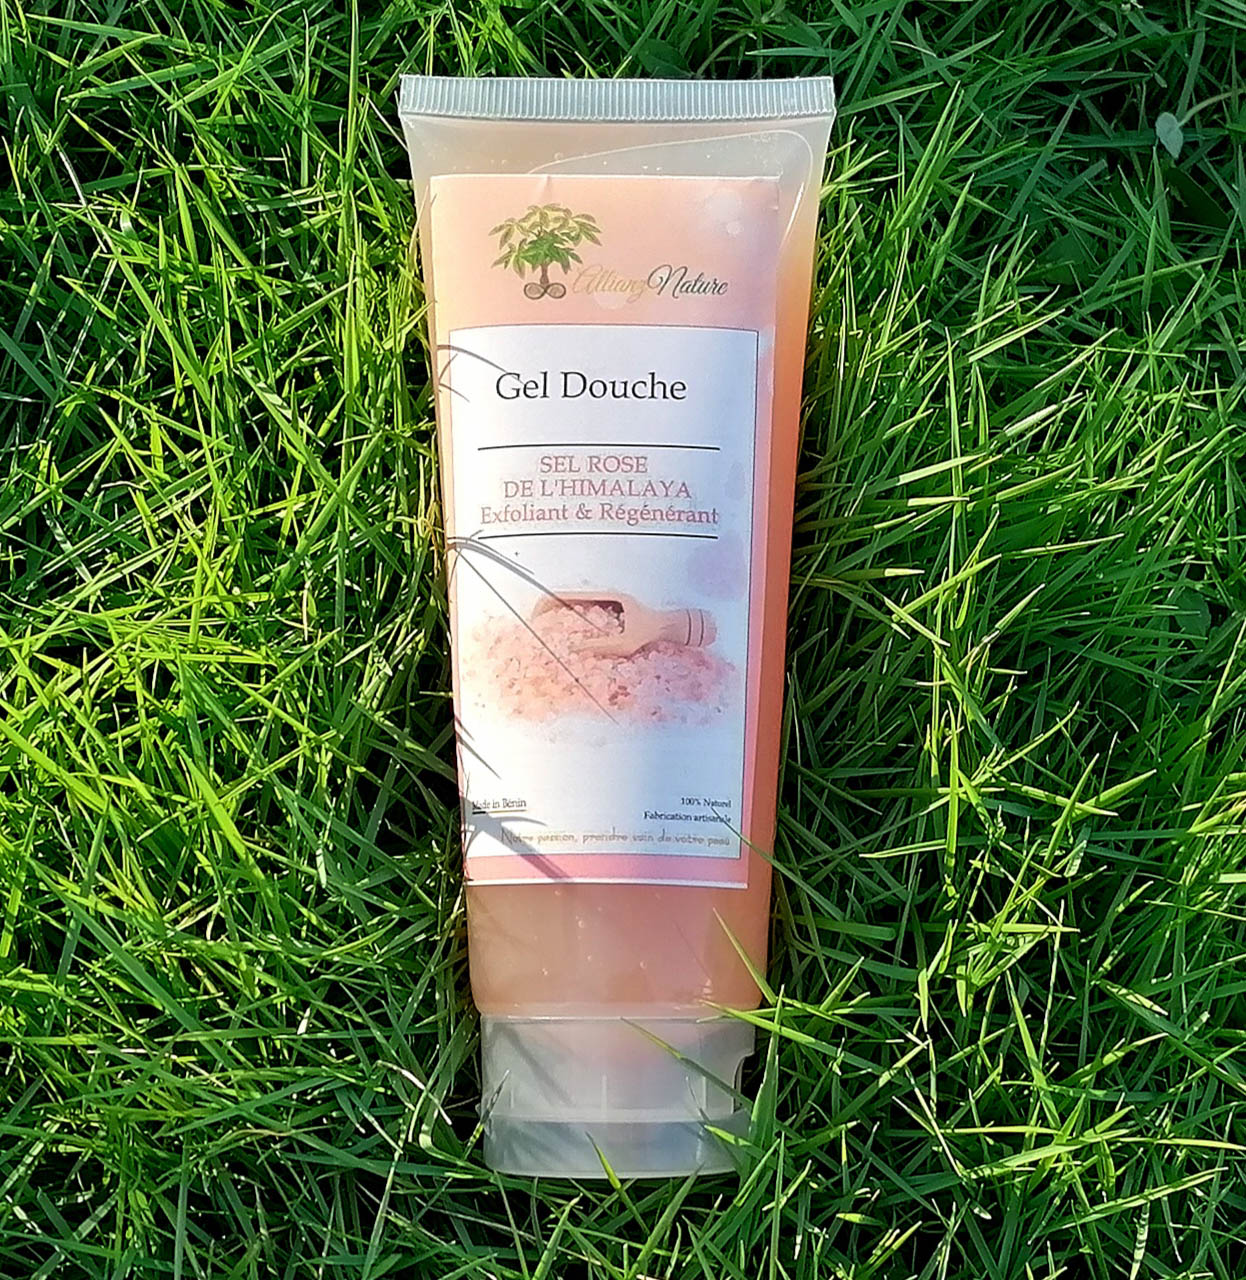 AllianzNature
Gel Douche
SEL ROSE
DE L'HIMALAYA
Exfoliant & Régénérant
Made in Bénin
100% Naturel
Fabrication artisanale
Notre passion, prendre soin de votre peau